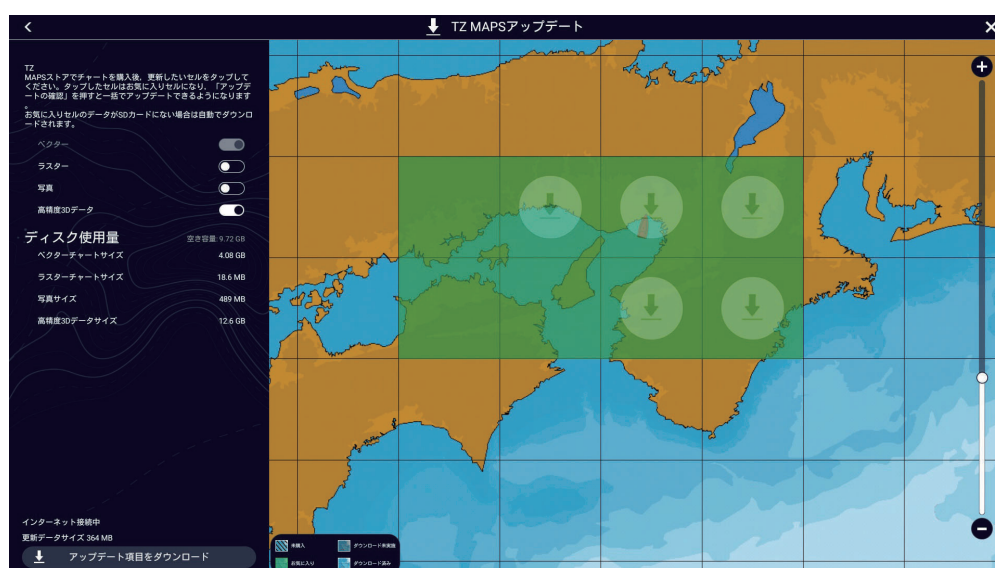 TZ MAPSアップデート
TZ
MAPSストアでチャートを購入後、更新したいセルをタップして
ください。タップしたセルはお気に入りセルになり、「アップデ
ートの確認」を押すと一括でアップデートできるようになります
。
お気に入りセルのデータがSDカードにない場合は自動でダウンロ
ードされます。
ベクター
ラスター
写真
高精度3Dデータ
ディスク使用量 空き容量: 9.72 GB
ベクターチャートサイズ 4.08 GB
ラスターチャートサイズ 18.6 MB
写真サイズ 489 MB
高精度3Dデータサイズ 12.6 GB
インターネット接続中
更新データサイズ 364 MB
アップデート項目をダウンロード
未購入 ダウンロード未実施
お気に入り ダウンロード済み